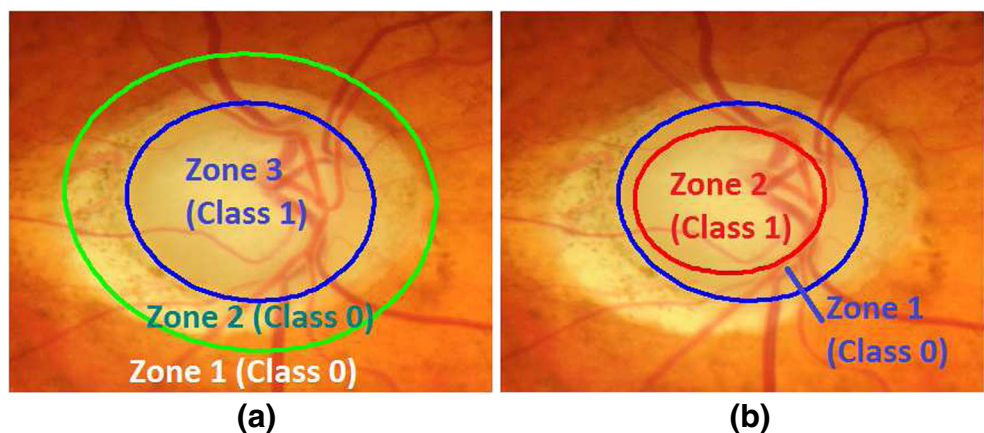 Zone 3
(Class 1)
Zone 2 (Class 0)
Zone 1 (Class 0)
(a)
Zone 2
(Class 1)
Zone 1
(Class 0)
(b)